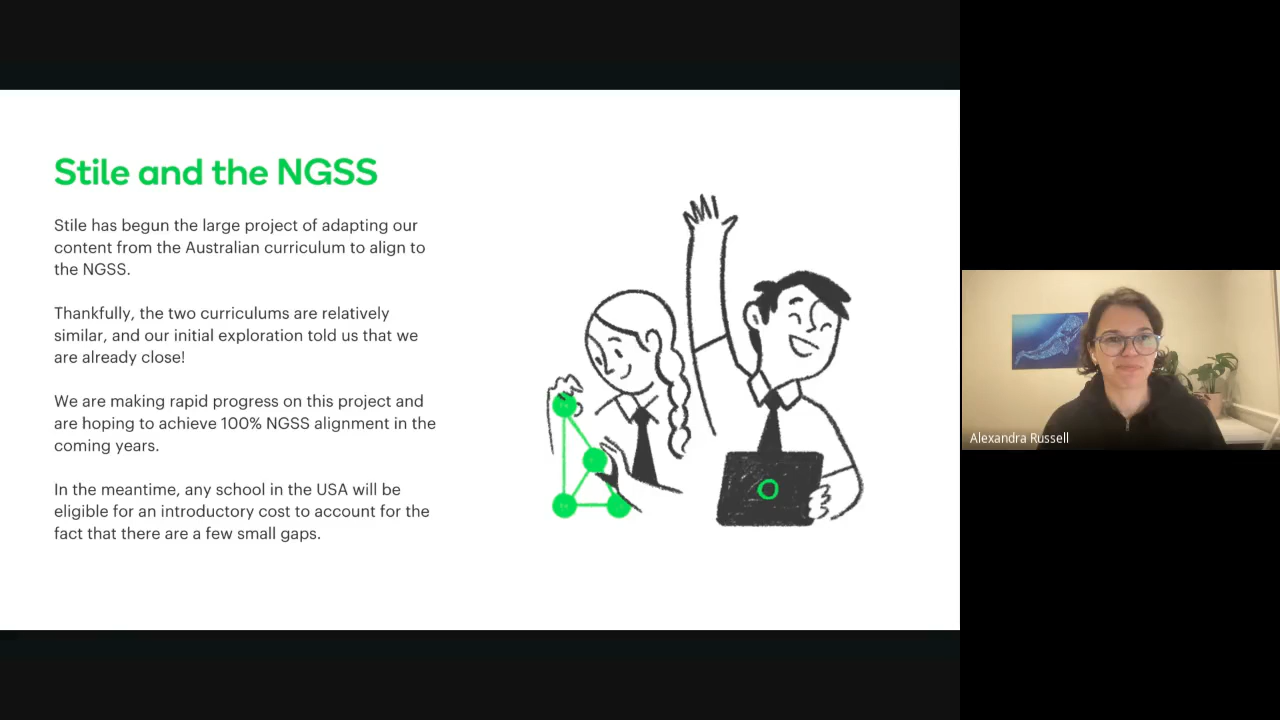 Stile and the NGSS
Stile has begun the large project of adapting our
content from the Australian curriculum to align to
the NGSS.
Thankfully, the two curriculums are relatively
similar, and our initial exploration told us that we
are already close!
We are making rapid progress on this project and
are hoping to achieve 100% NGSS alignment in the
coming years.
In the meantime, any school in the USA will be
eligible for an introductory cost to account for the
fact that there are a few small gaps.
Alexandra Russell